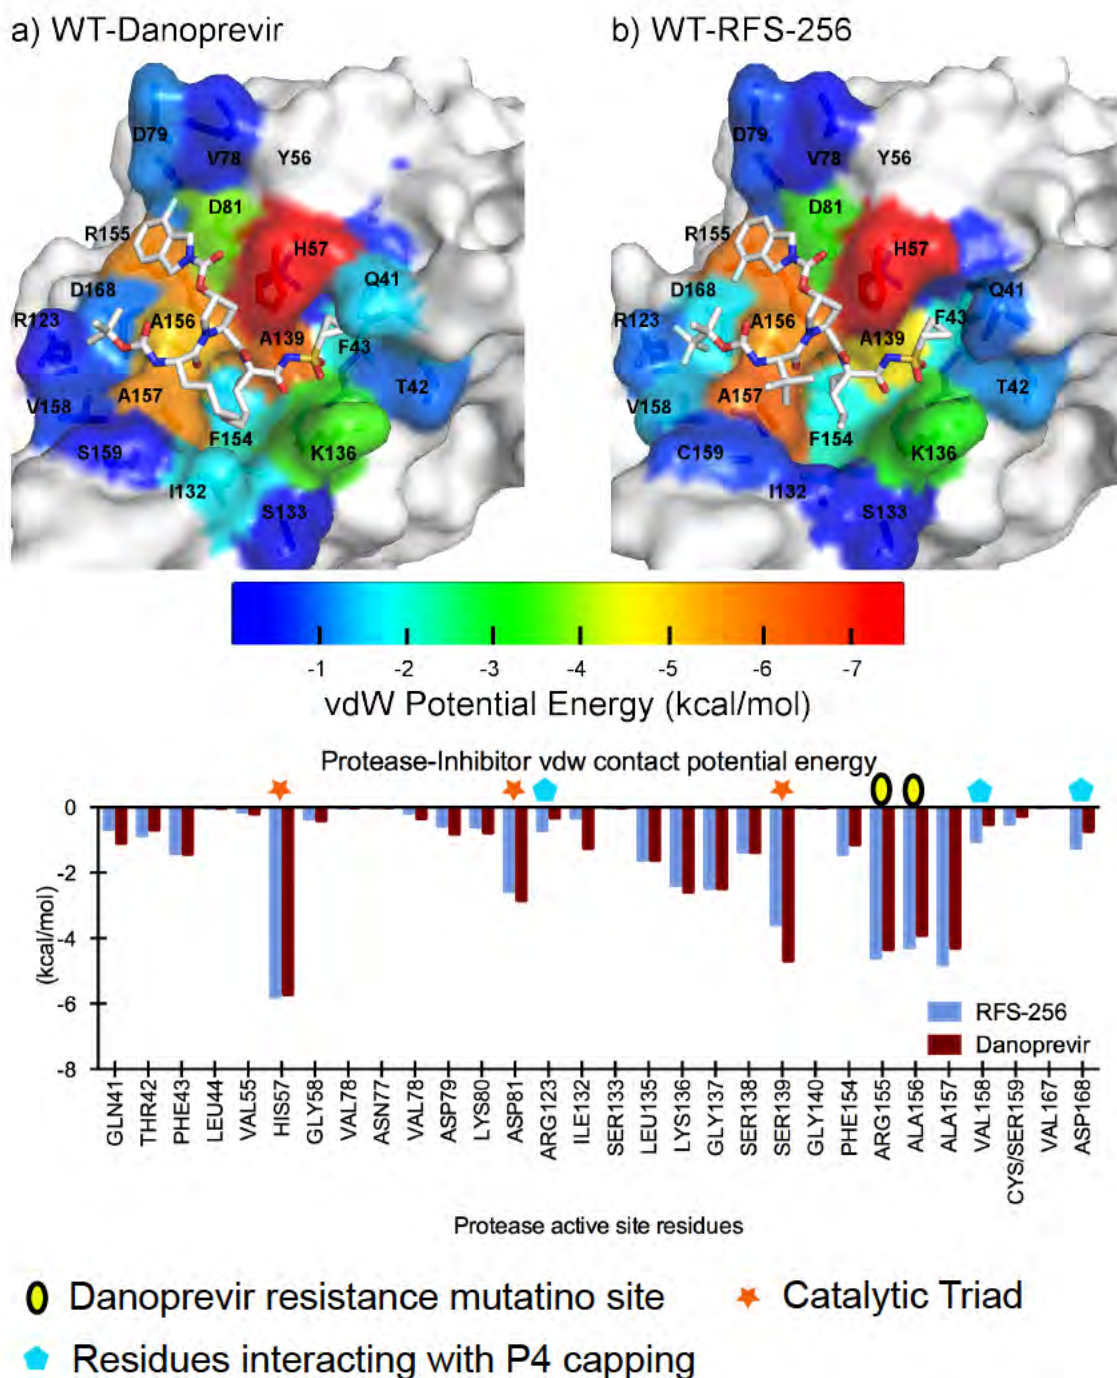 a) WT-Danoprevir
b) WT-RFS-256
D79
V78
Y56
D81
R155
H57
D168
Q41
R123
A156
A139
F43
A157
T42
V158
F154
S159
K136
I132
S133
D79
V78
Y56
D81
R155
H57
D168
Q41
R123
A156
A139
F43
A157
T42
V158
F154
C159
K136
I132
S133
-1 -2 -3 -4 -5 -6 -7
vdW Potential Energy (kcal/mol)
Protease-Inhibitor vdw contact potential energy
0
-2
-4
-6
-8
(kcal/mol)
RFS-256
Danoprevir
GLN41
THR42
PHE43
LEU44
VAL55
HIS57
GLY58
VAL78
ASN77
VAL78
ASP79
LYS80
ASP81
ARG123
ILE132
SER133
LEU135
LYS136
GLY137
SER138
SER139
GLY140
PHE154
ARG155
ALA156
ALA157
VAL158
CYS/SER159
VAL167
ASP168
Protease active site residues
Danoprevir resistance mutatino site
Catalytic Triad
Residues interacting with P4 capping